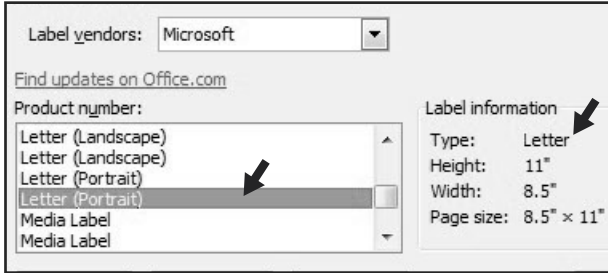 Label vendors: Microsoft
Find updates on Office.com
Product number:
Letter (Landscape)
Letter (Landscape)
Letter (Portrait)
Letter (Portrait)
Media Label
Media Label
Label information
Type: Letter
Height: 11"
Width: 8.5"
Page size: 8.5" × 11"